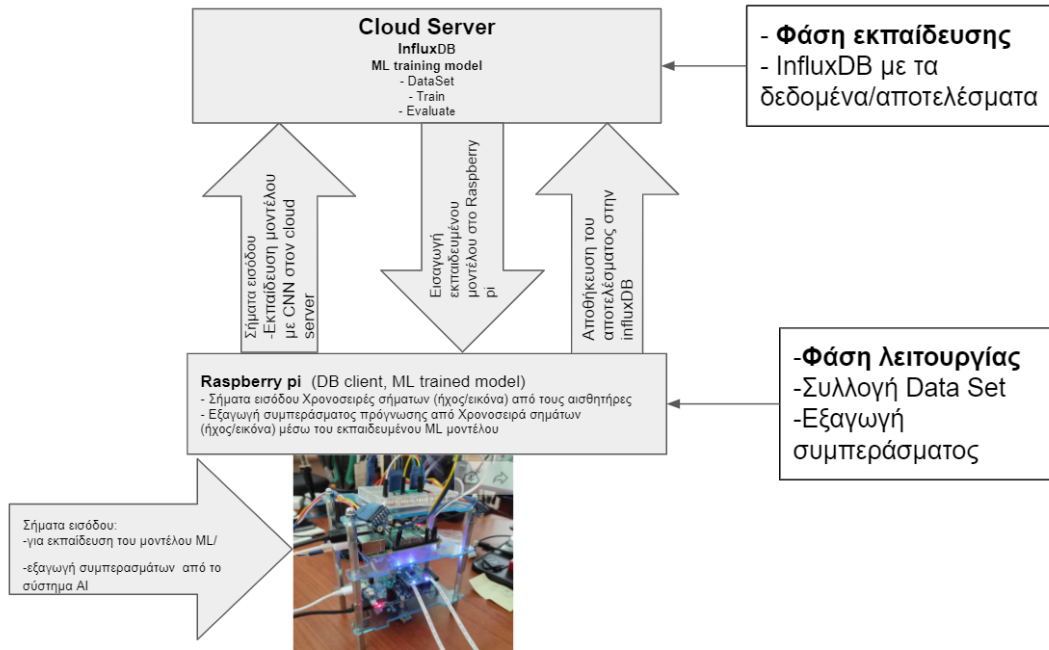 Cloud Server
InfluxDB
ML training model
- DataSet
- Train
- Evaluate
- Φάση εκπαίδευσης
- InfluxDB με τα
δεδομένα/αποτελέσματα
Σήματα εισόδου
-Εκπαίδευση μοντέλου
με CNN στον cloud
server
Εισαγωγή
εκπαιδευμένου
μοντέλου στο Raspberry
pi
Αποθήκευση του
αποτελέσματος στην
influxDB
Raspberry pi (DB client, ML trained model)
- Σήματα εισόδου Χρονοσειρές σήματων (ήχος/εικόνα) από τους αισθητήρες
- Εξαγωγή συμπεράσματος πρόγνωσης από Χρονοσειρά σημάτων
(ήχος/εικόνα) μέσω του εκπαιδευμένου ML μοντέλου
-Φάση λειτουργίας
-Συλλογή Data Set
-Εξαγωγή
συμπεράσματος
Σήματα εισόδου:
-για εκπαίδευση του μοντέλου ML/
-εξαγωγή συμπερασμάτων από το
σύστημα AI